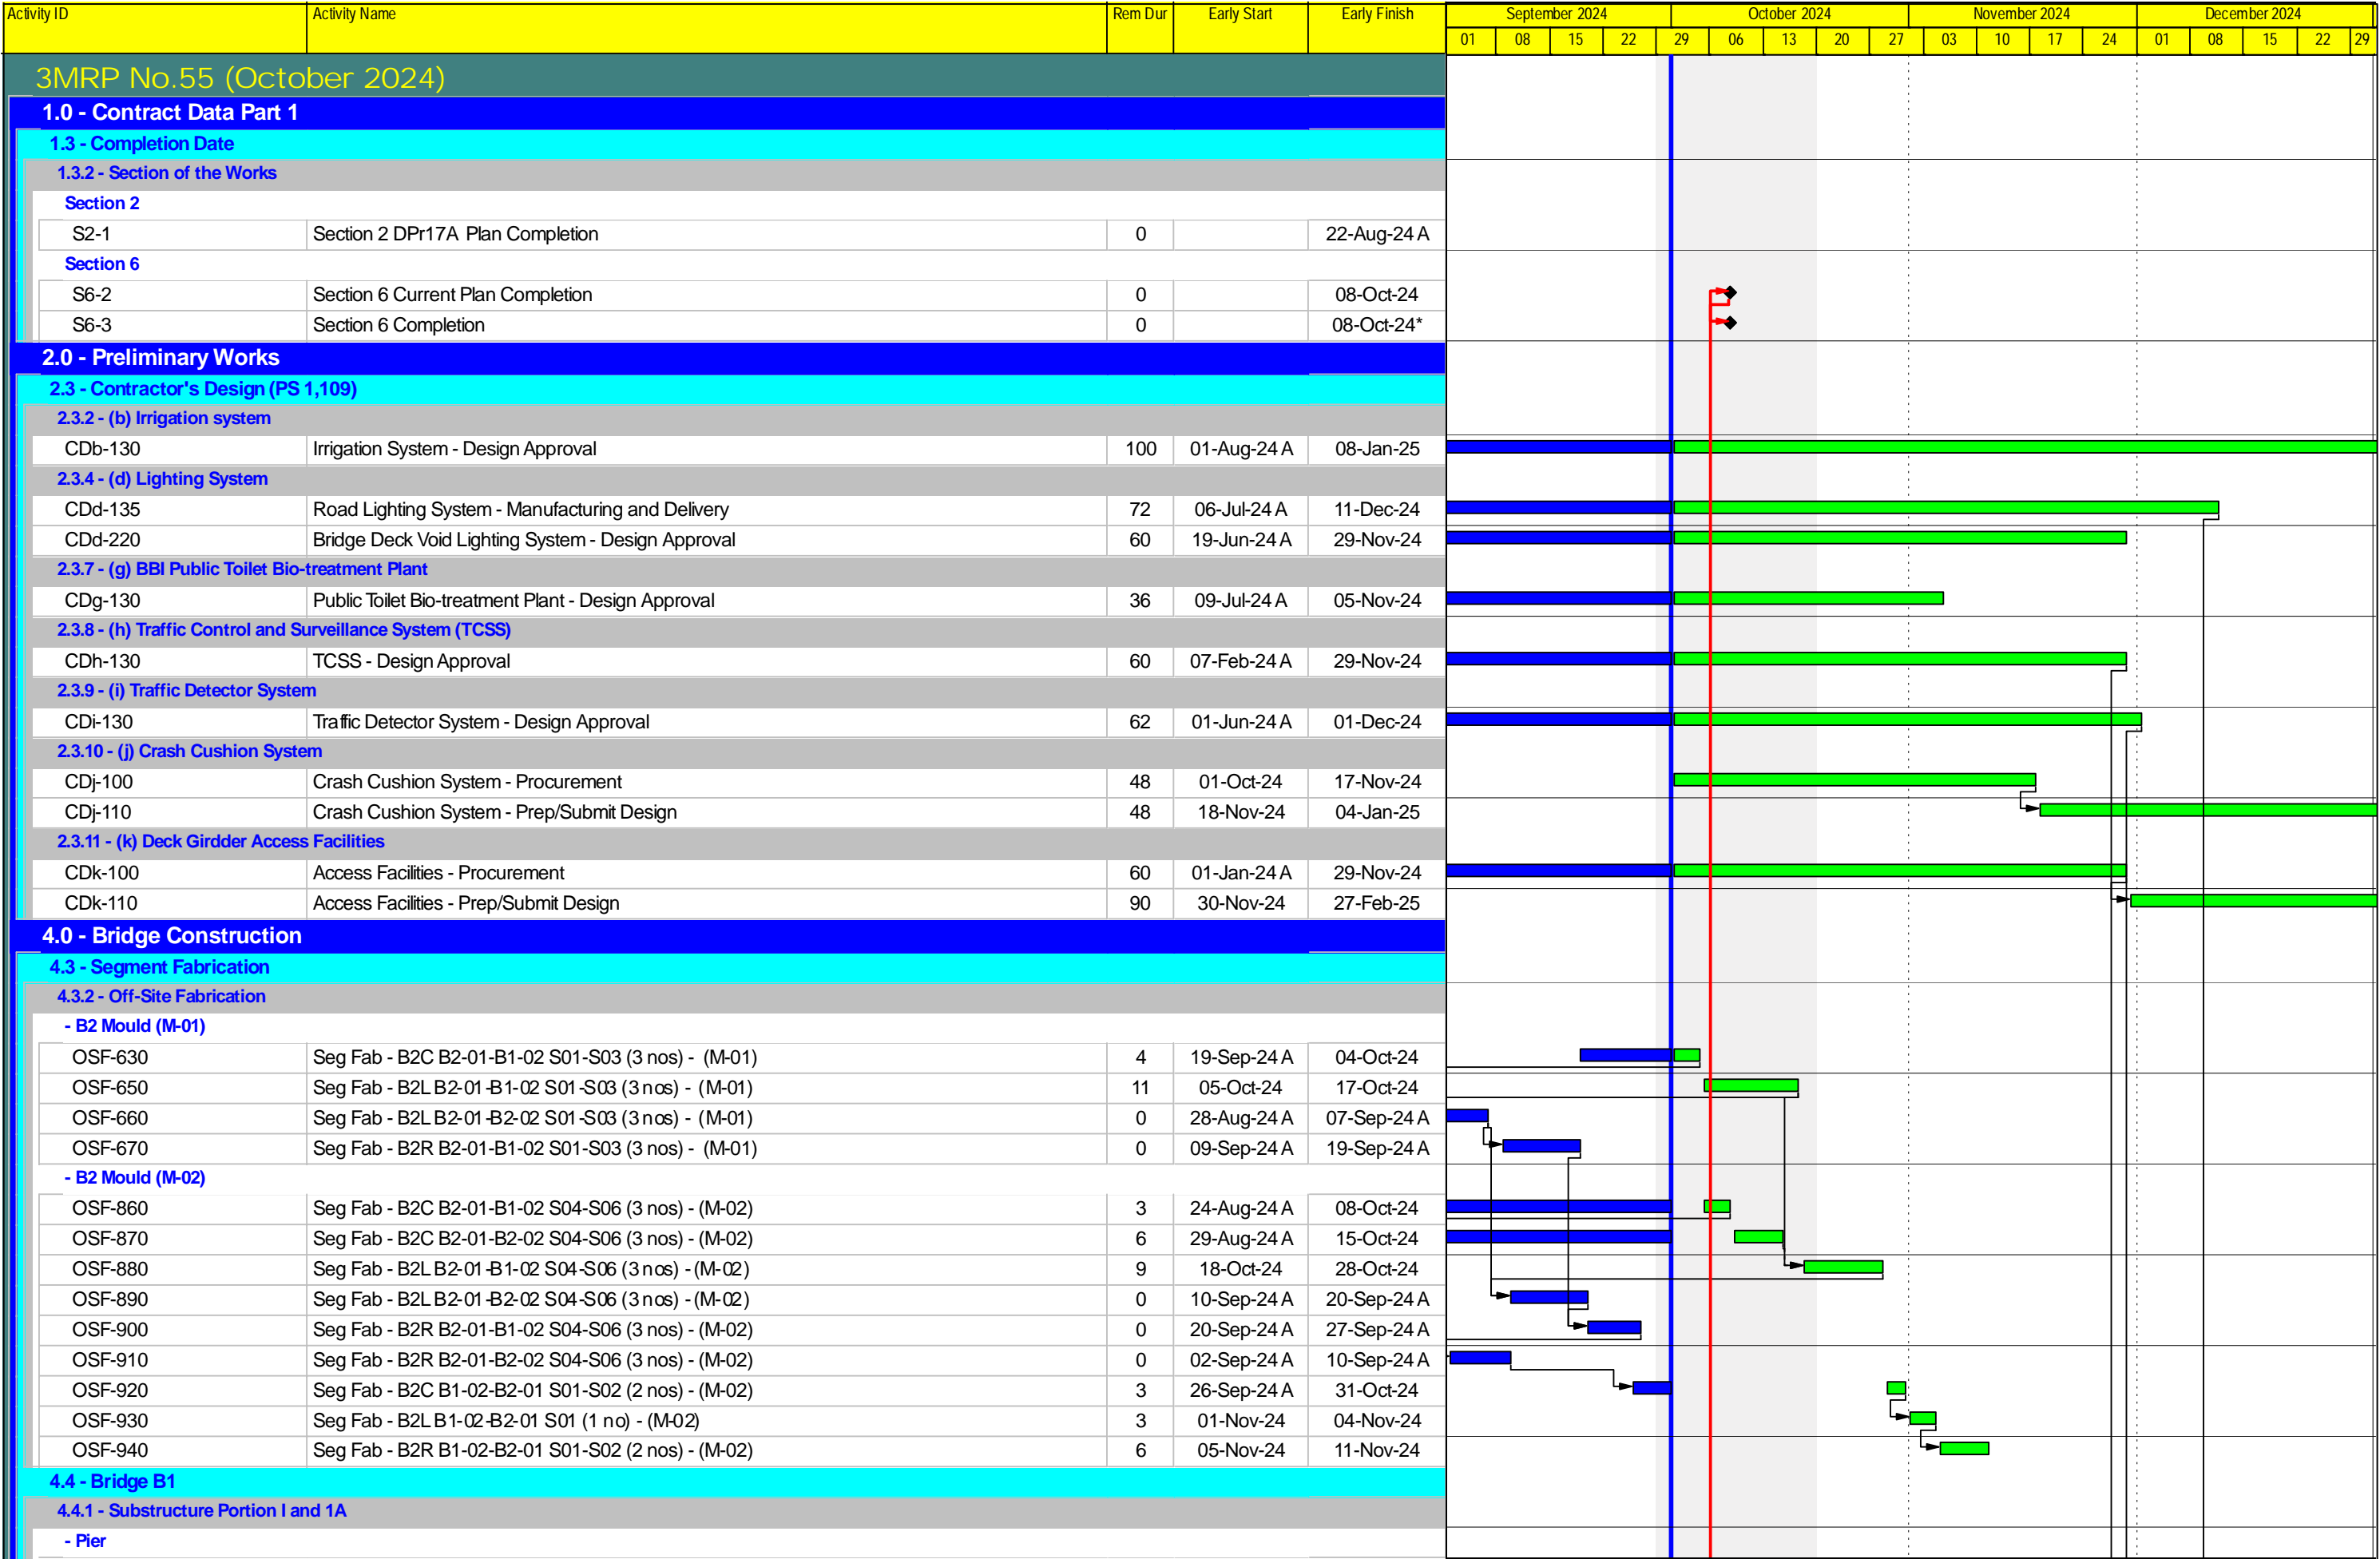 Activity ID Activity Name Rem Dur Early Start Early Finish September 2024 October 2024 November 2024 December 2024
01 08 15 22 29 06 13 20 27 03 10 17 24 01 08 15 22 29
3MRP No.55 (October 2024)
1.0 - Contract Data Part 1
1.3 - Completion Date
1.3.2 - Section of the Works
Section 2
S2-1 Section 2 DPr17A Plan Completion 0 22-Aug-24 A
Section 6
S6-2 Section 6 Current Plan Completion 0 08-Oct-24
S6-3 Section 6 Completion 0 08-Oct-24*
2.0 - Preliminary Works
2.3 - Contractor's Design (PS 1,109)
2.3.2 - (b) Irrigation system
CDb-130 Irrigation System - Design Approval 100 01-Aug-24 A 08-Jan-25
2.3.4 - (d) Lighting System
CDd-135 Road Lighting System - Manufacturing and Delivery 72 06-Jul-24 A 11-Dec-24
CDd-220 Bridge Deck Void Lighting System - Design Approval 60 19-Jun-24 A 29-Nov-24
2.3.7 - (g) BBI Public Toilet Bio-treatment Plant
CDg-130 Public Toilet Bio-treatment Plant - Design Approval 36 09-Jul-24 A 05-Nov-24
2.3.8 - (h) Traffic Control and Surveillance System (TCSS)
CDh-130 TCSS - Design Approval 60 07-Feb-24 A 29-Nov-24
2.3.9 - (i) Traffic Detector System
CDi-130 Traffic Detector System - Design Approval 62 01-Jun-24 A 01-Dec-24
2.3.10 - (j) Crash Cushion System
CDj-100 Crash Cushion System - Procurement 48 01-Oct-24 17-Nov-24
CDj-110 Crash Cushion System - Prep/Submit Design 48 18-Nov-24 04-Jan-25
2.3.11 - (k) Deck Girdder Access Facilities
CDk-100 Access Facilities - Procurement 60 01-Jan-24 A 29-Nov-24
CDk-110 Access Facilities - Prep/Submit Design 90 30-Nov-24 27-Feb-25
4.0 - Bridge Construction
4.3 - Segment Fabrication
4.3.2 - Off-Site Fabrication
- B2 Mould (M-01)
OSF-630 Seg Fab - B2C B2-01-B1-02 S01-S03 (3 nos) - (M-01) 4 19-Sep-24 A 04-Oct-24
OSF-650 Seg Fab - B2L B2-01-B1-02 S01-S03 (3 nos) - (M-01) 11 05-Oct-24 17-Oct-24
OSF-660 Seg Fab - B2L B2-01-B2-02 S01-S03 (3 nos) - (M-01) 0 28-Aug-24 A 07-Sep-24 A
OSF-670 Seg Fab - B2R B2-01-B1-02 S01-S03 (3 nos) - (M-01) 0 09-Sep-24 A 19-Sep-24 A
- B2 Mould (M-02)
OSF-860 Seg Fab - B2C B2-01-B1-02 S04-S06 (3 nos) - (M-02) 3 24-Aug-24 A 08-Oct-24
OSF-870 Seg Fab - B2C B2-01-B2-02 S04-S06 (3 nos) - (M-02) 6 29-Aug-24 A 15-Oct-24
OSF-880 Seg Fab - B2L B2-01-B1-02 S04-S06 (3 nos) - (M-02) 9 18-Oct-24 28-Oct-24
OSF-890 Seg Fab - B2L B2-01-B2-02 S04-S06 (3 nos) - (M-02) 0 10-Sep-24 A 20-Sep-24 A
OSF-900 Seg Fab - B2R B2-01-B1-02 S04-S06 (3 nos) - (M-02) 0 20-Sep-24 A 27-Sep-24 A
OSF-910 Seg Fab - B2R B2-01-B2-02 S04-S06 (3 nos) - (M-02) 0 02-Sep-24 A 10-Sep-24 A
OSF-920 Seg Fab - B2C B1-02-B2-01 S01-S02 (2 nos) - (M-02) 3 26-Sep-24 A 31-Oct-24
OSF-930 Seg Fab - B2L B1-02-B2-01 S01 (1 no) - (M-02) 3 01-Nov-24 04-Nov-24
OSF-940 Seg Fab - B2R B1-02-B2-01 S01-S02 (2 nos) - (M-02) 6 05-Nov-24 11-Nov-24
4.4 - Bridge B1
4.4.1 - Substructure Portion I and 1A
- Pier